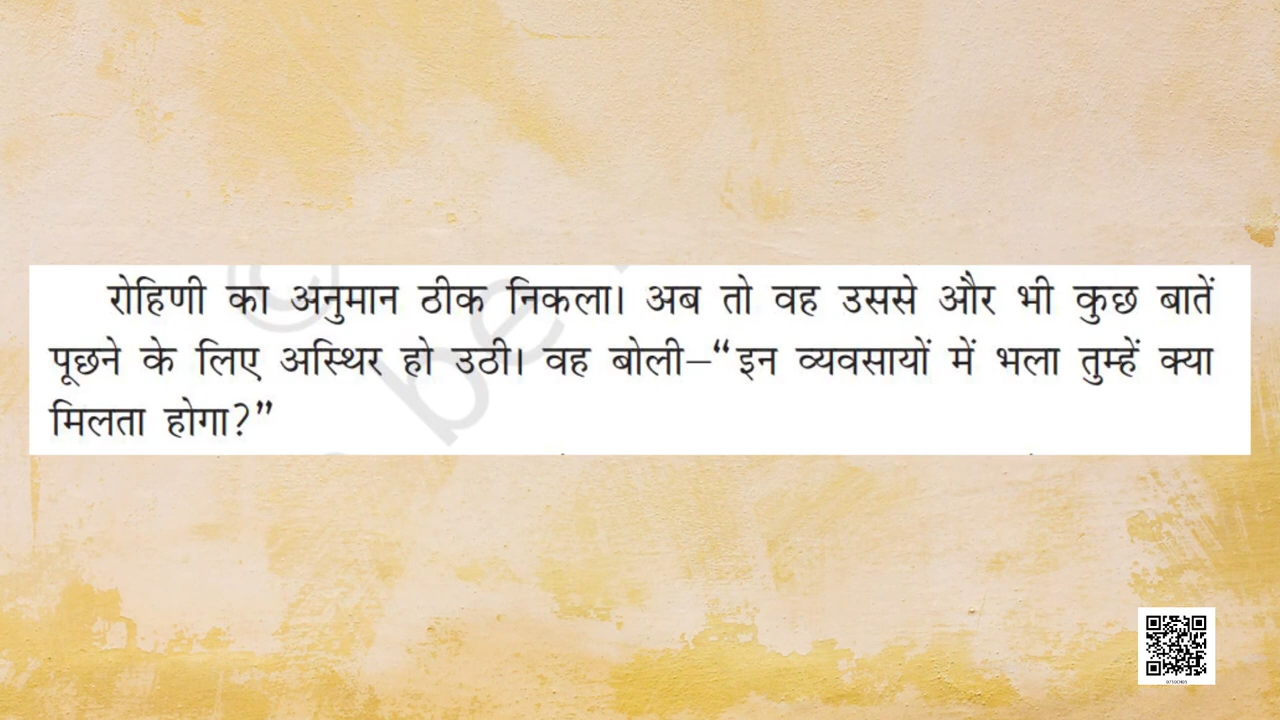 रोहिणी का अनुमान ठीक निकला। अब तो वह उससे और भी कुछ बातें
पूछने के लिए अस्थिर हो उठी। वह बोली–“इन व्यवसायों में भला तुम्हें क्या
मिलता होगा?”